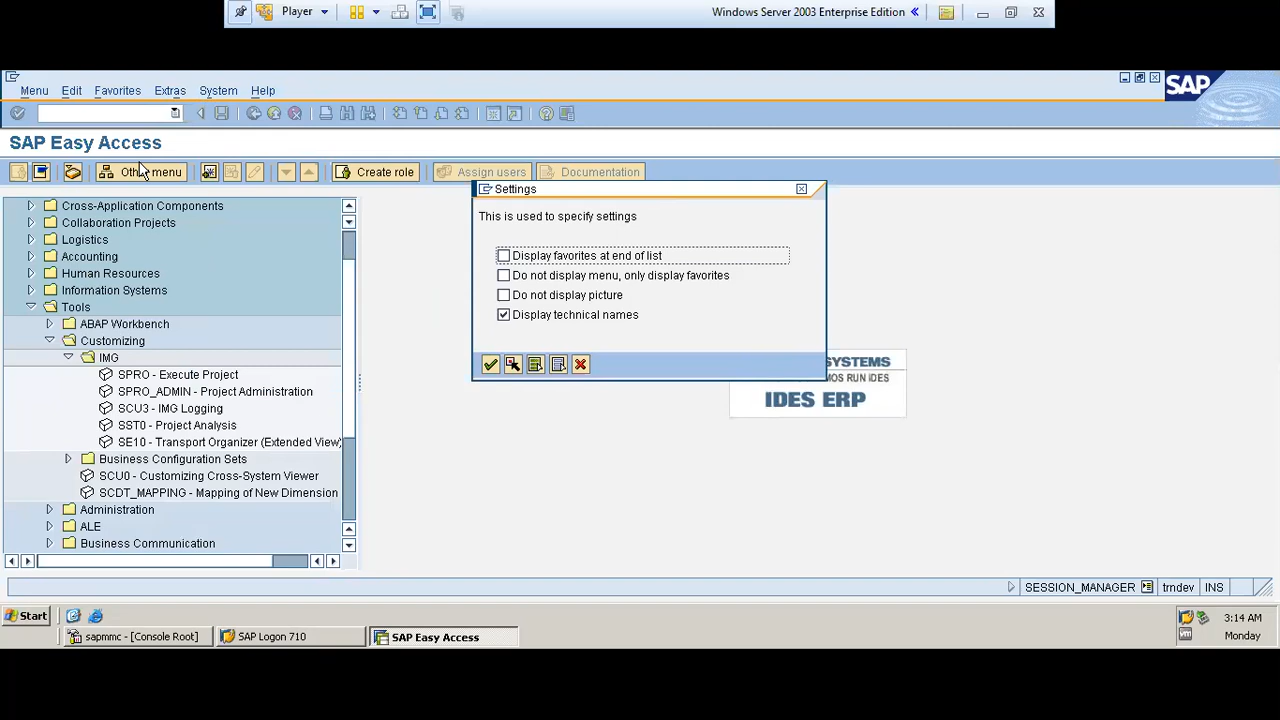 Player
Windows Server 2003 Enterprise Edition
Menu Edit Favorites Extras System Help
SAP
SAP Easy Access
Other menu Create role Assign users Documentation
Settings
This is used to specify settings
Display favorites at end of list
Do not display menu, only display favorites
Do not display picture
Display technical names
Cross-Application Components
Collaboration Projects
Logistics
Accounting
Human Resources
Information Systems
Tools
ABAP Workbench
Customizing
IMG
SPRO - Execute Project
SPRO_ADMIN - Project Administration
SCU3 - IMG Logging
SST0 - Project Analysis
SE10 - Transport Organizer (Extended View)
Business Configuration Sets
SCU0 - Customizing Cross-System Viewer
SCDT_MAPPING - Mapping of New Dimension
Administration
ALE
Business Communication
RUN IDES
IDES ERP
SESSION_MANAGER trndev INS
Start
sapmmc - [Console Root] SAP Logon 710 SAP Easy Access
3:14 AM
Monday